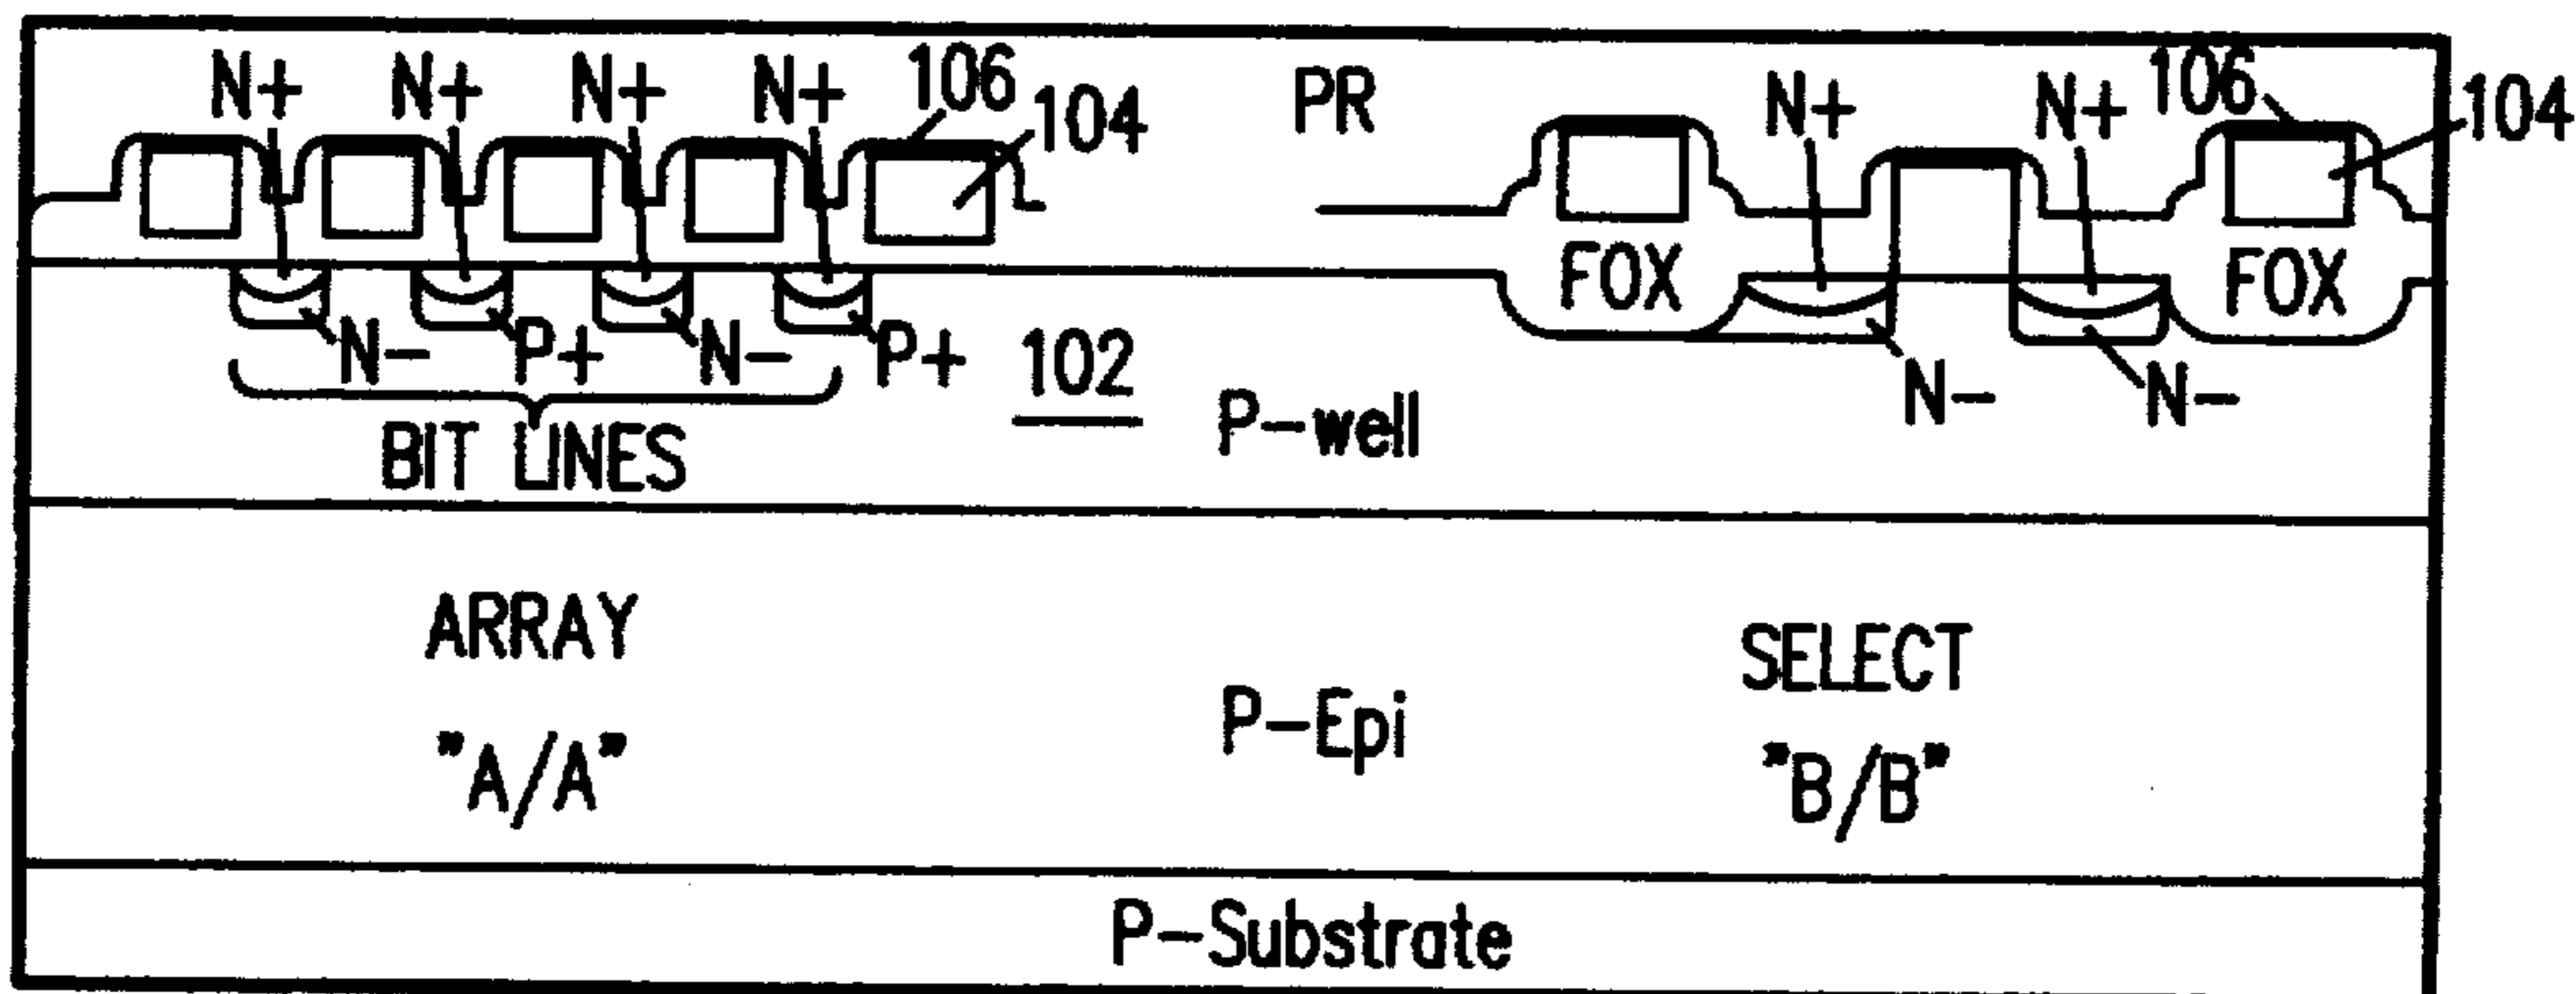 N+ N+ N+ N+ 106 104 PR N+ N+ 106 104
FOX FOX
N- P+ N- P+ 102 P-well N- N-
BIT LINES
ARRAY
"A/A"
P-Epi
SELECT
"B/B"
P-Substrate